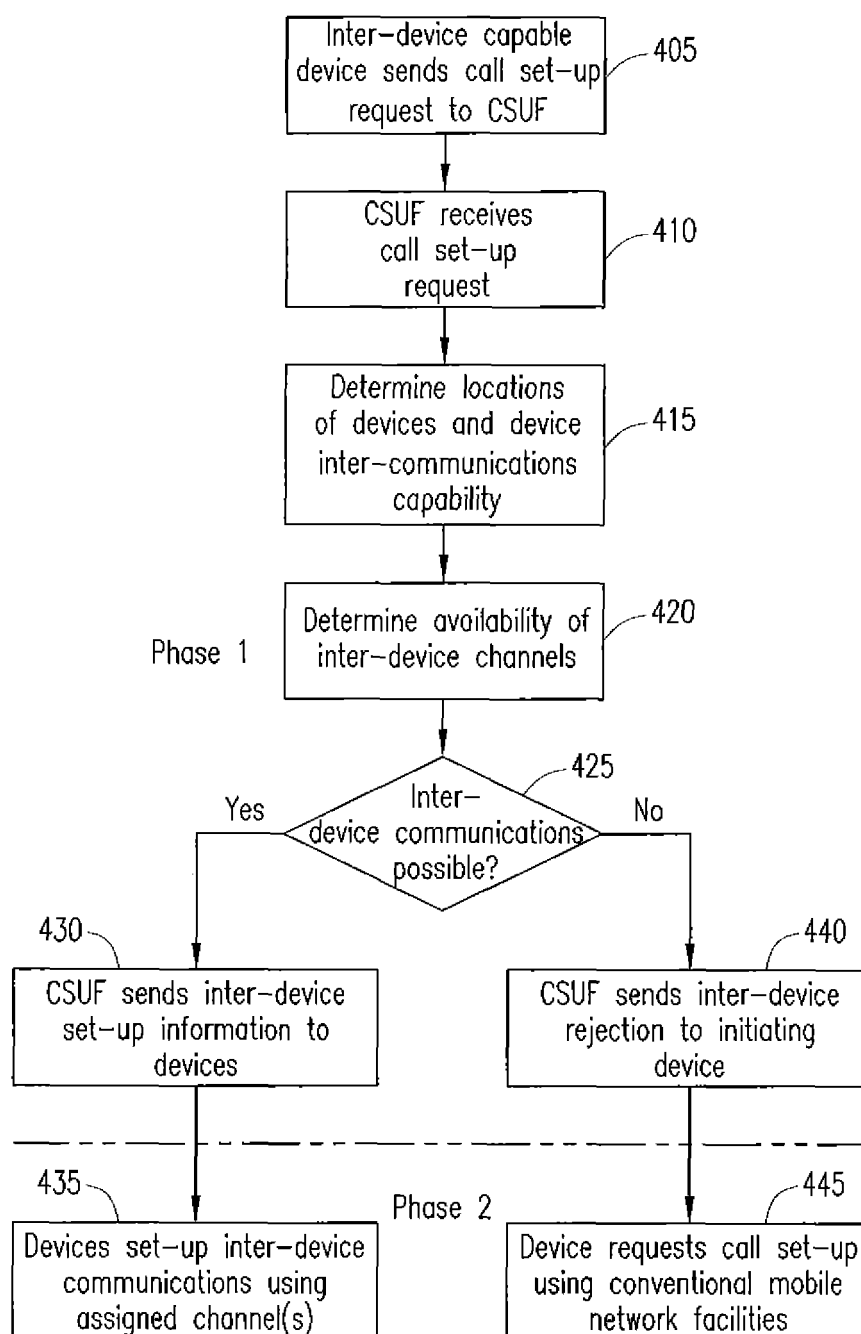 Inter-device capable
device sends call set-up
request to CSUF
405
CSUF receives
call set-up
request
410
Determine locations
of devices and device
inter-communications
capability
415
Determine availability of
inter-device channels
420
Phase 1
Inter-
device communications
possible?
425
Yes
No
430
CSUF sends inter-device
set-up information to
devices
440
CSUF sends inter-device
rejection to initiating
device
435
Devices set-up inter-device
communications using
assigned channel(s)
Phase 2
445
Device requests call set-up
using conventional mobile
network facilities